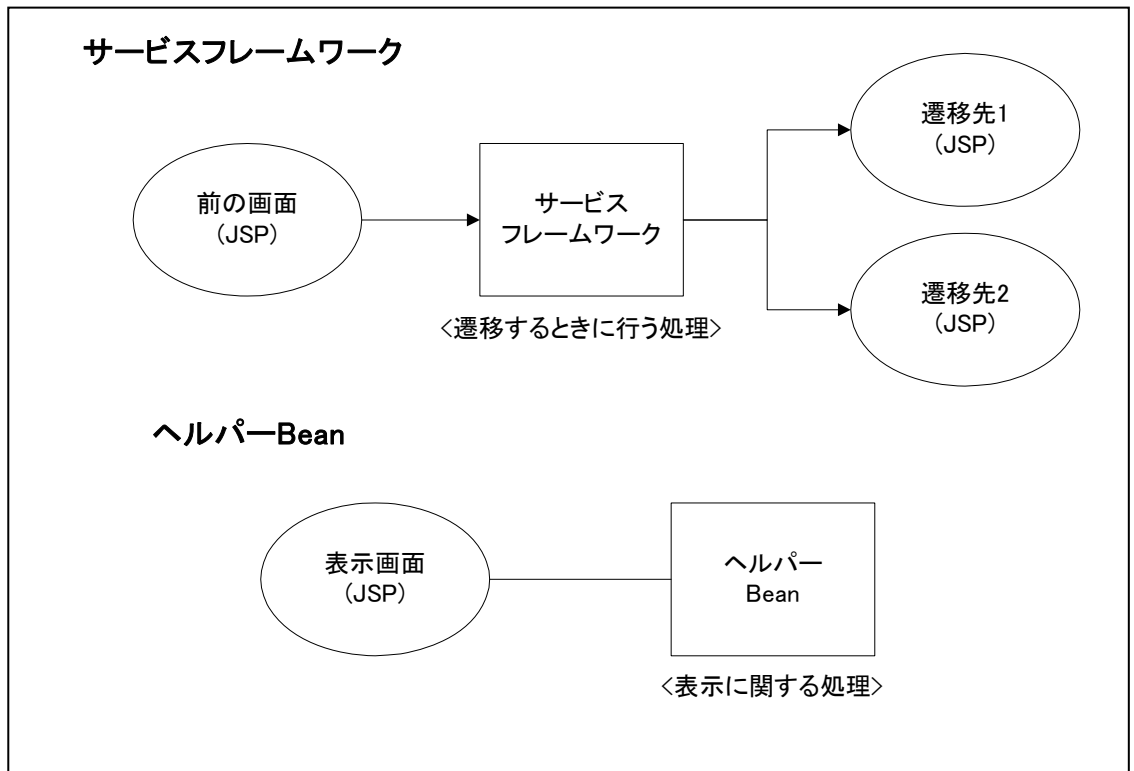 サービスフレームワーク
前の画面
(JSP)
サービス
フレームワーク
<遷移するときに行う処理>
遷移先1
(JSP)
遷移先2
(JSP)
ヘルパーBean
表示画面
(JSP)
ヘルパー
Bean
<表示に関する処理>